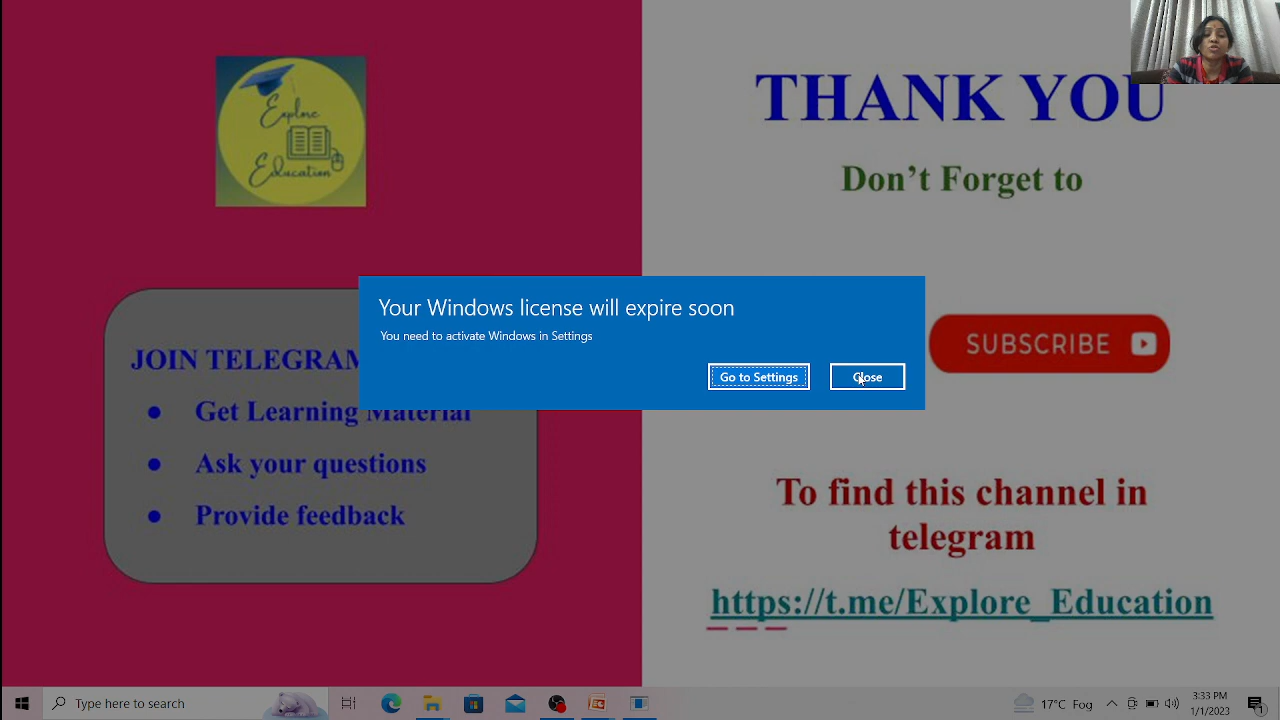 Explore
Education
THANK YOU
Don't Forget to
Your Windows license will expire soon
You need to activate Windows in Settings
Go to Settings
Close
JOIN TELEGRAM
Get Learning Material
Ask your questions
Provide feedback
SUBSCRIBE
To find this channel in
telegram
https://t.me/Explore_Education
Type here to search
17°C Fog
3:33 PM
1/1/2023
1